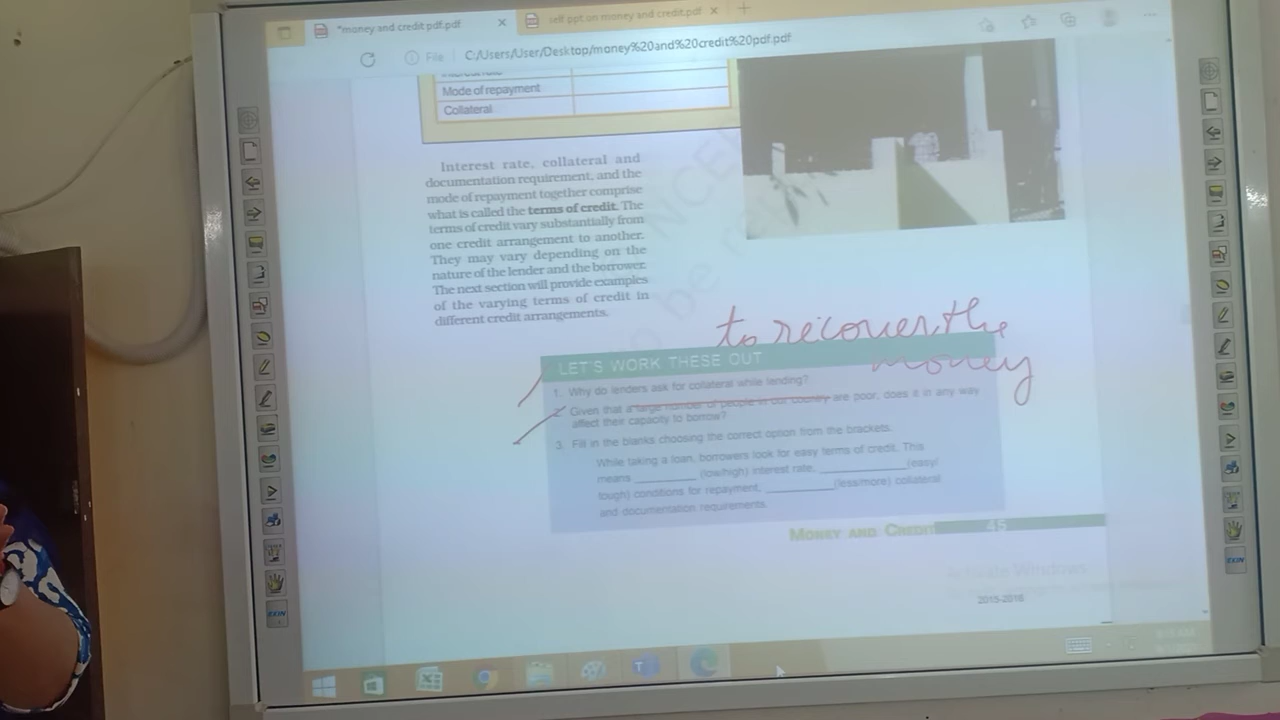 *money and credit pdf.pdf
self ppt on money and credit.pdf
File C:/Users/User/Desktop/money%20and%20credit%20pdf.pdf
Mode of repayment
Collateral
Interest rate, collateral and
documentation requirement, and the
mode of repayment together comprise
what is called the terms of credit. The
terms of credit vary substantially from
one credit arrangement to another.
They may vary depending on the
nature of the lender and the borrower.
The next section will provide examples
of the varying terms of credit in
different credit arrangements.
to recover the
money
LET'S WORK THESE OUT
1. Why do lenders ask for collateral while lending?
2. Given that a large number of people in our country are poor, does it in any way
affect their capacity to borrow?
3. Fill in the blanks choosing the correct option from the brackets.
While taking a loan, borrowers look for easy terms of credit. This
means __________ (low/high) interest rate, ______________(easy/
tough) conditions for repayment, ___________(less/more) collateral
and documentation requirements.
MONEY AND CREDIT 45
Activate Windows
2015-2016
EXIN
EXIN